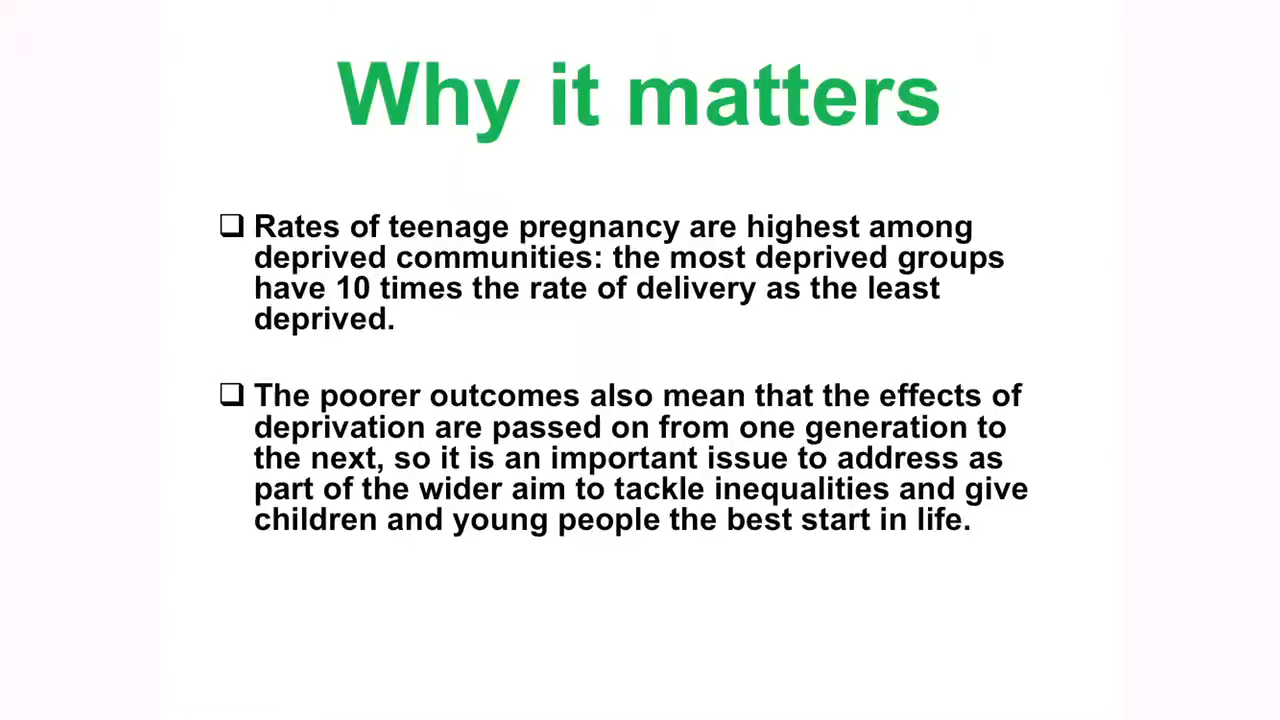 Why it matters
❑ Rates of teenage pregnancy are highest among
deprived communities: the most deprived groups
have 10 times the rate of delivery as the least
deprived.
❑ The poorer outcomes also mean that the effects of
deprivation are passed on from one generation to
the next, so it is an important issue to address as
part of the wider aim to tackle inequalities and give
children and young people the best start in life.